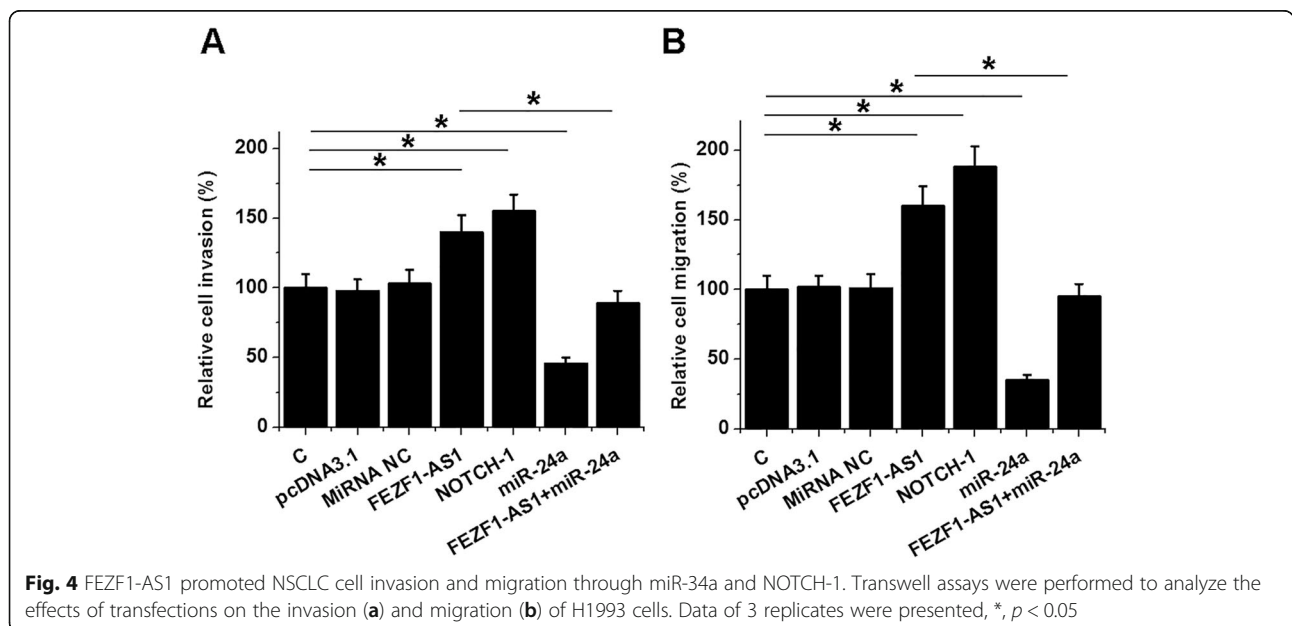 A
B
*
*
*
*
*
*
*
*
Relative cell invasion (%)
200
150
100
50
0
C
pcDNA3.1
MiRNA NC
FEZF1-AS1
NOTCH-1
miR-24a
FEZF1-AS1+miR-24a
Relative cell migration (%)
200
150
100
50
0
C
pcDNA3.1
MiRNA NC
FEZF1-AS1
NOTCH-1
miR-24a
FEZF1-AS1+miR-24a
Fig. 4 FEZF1-AS1 promoted NSCLC cell invasion and migration through miR-34a and NOTCH-1. Transwell assays were performed to analyze the
effects of transfections on the invasion (a) and migration (b) of H1993 cells. Data of 3 replicates were presented, *, p < 0.05